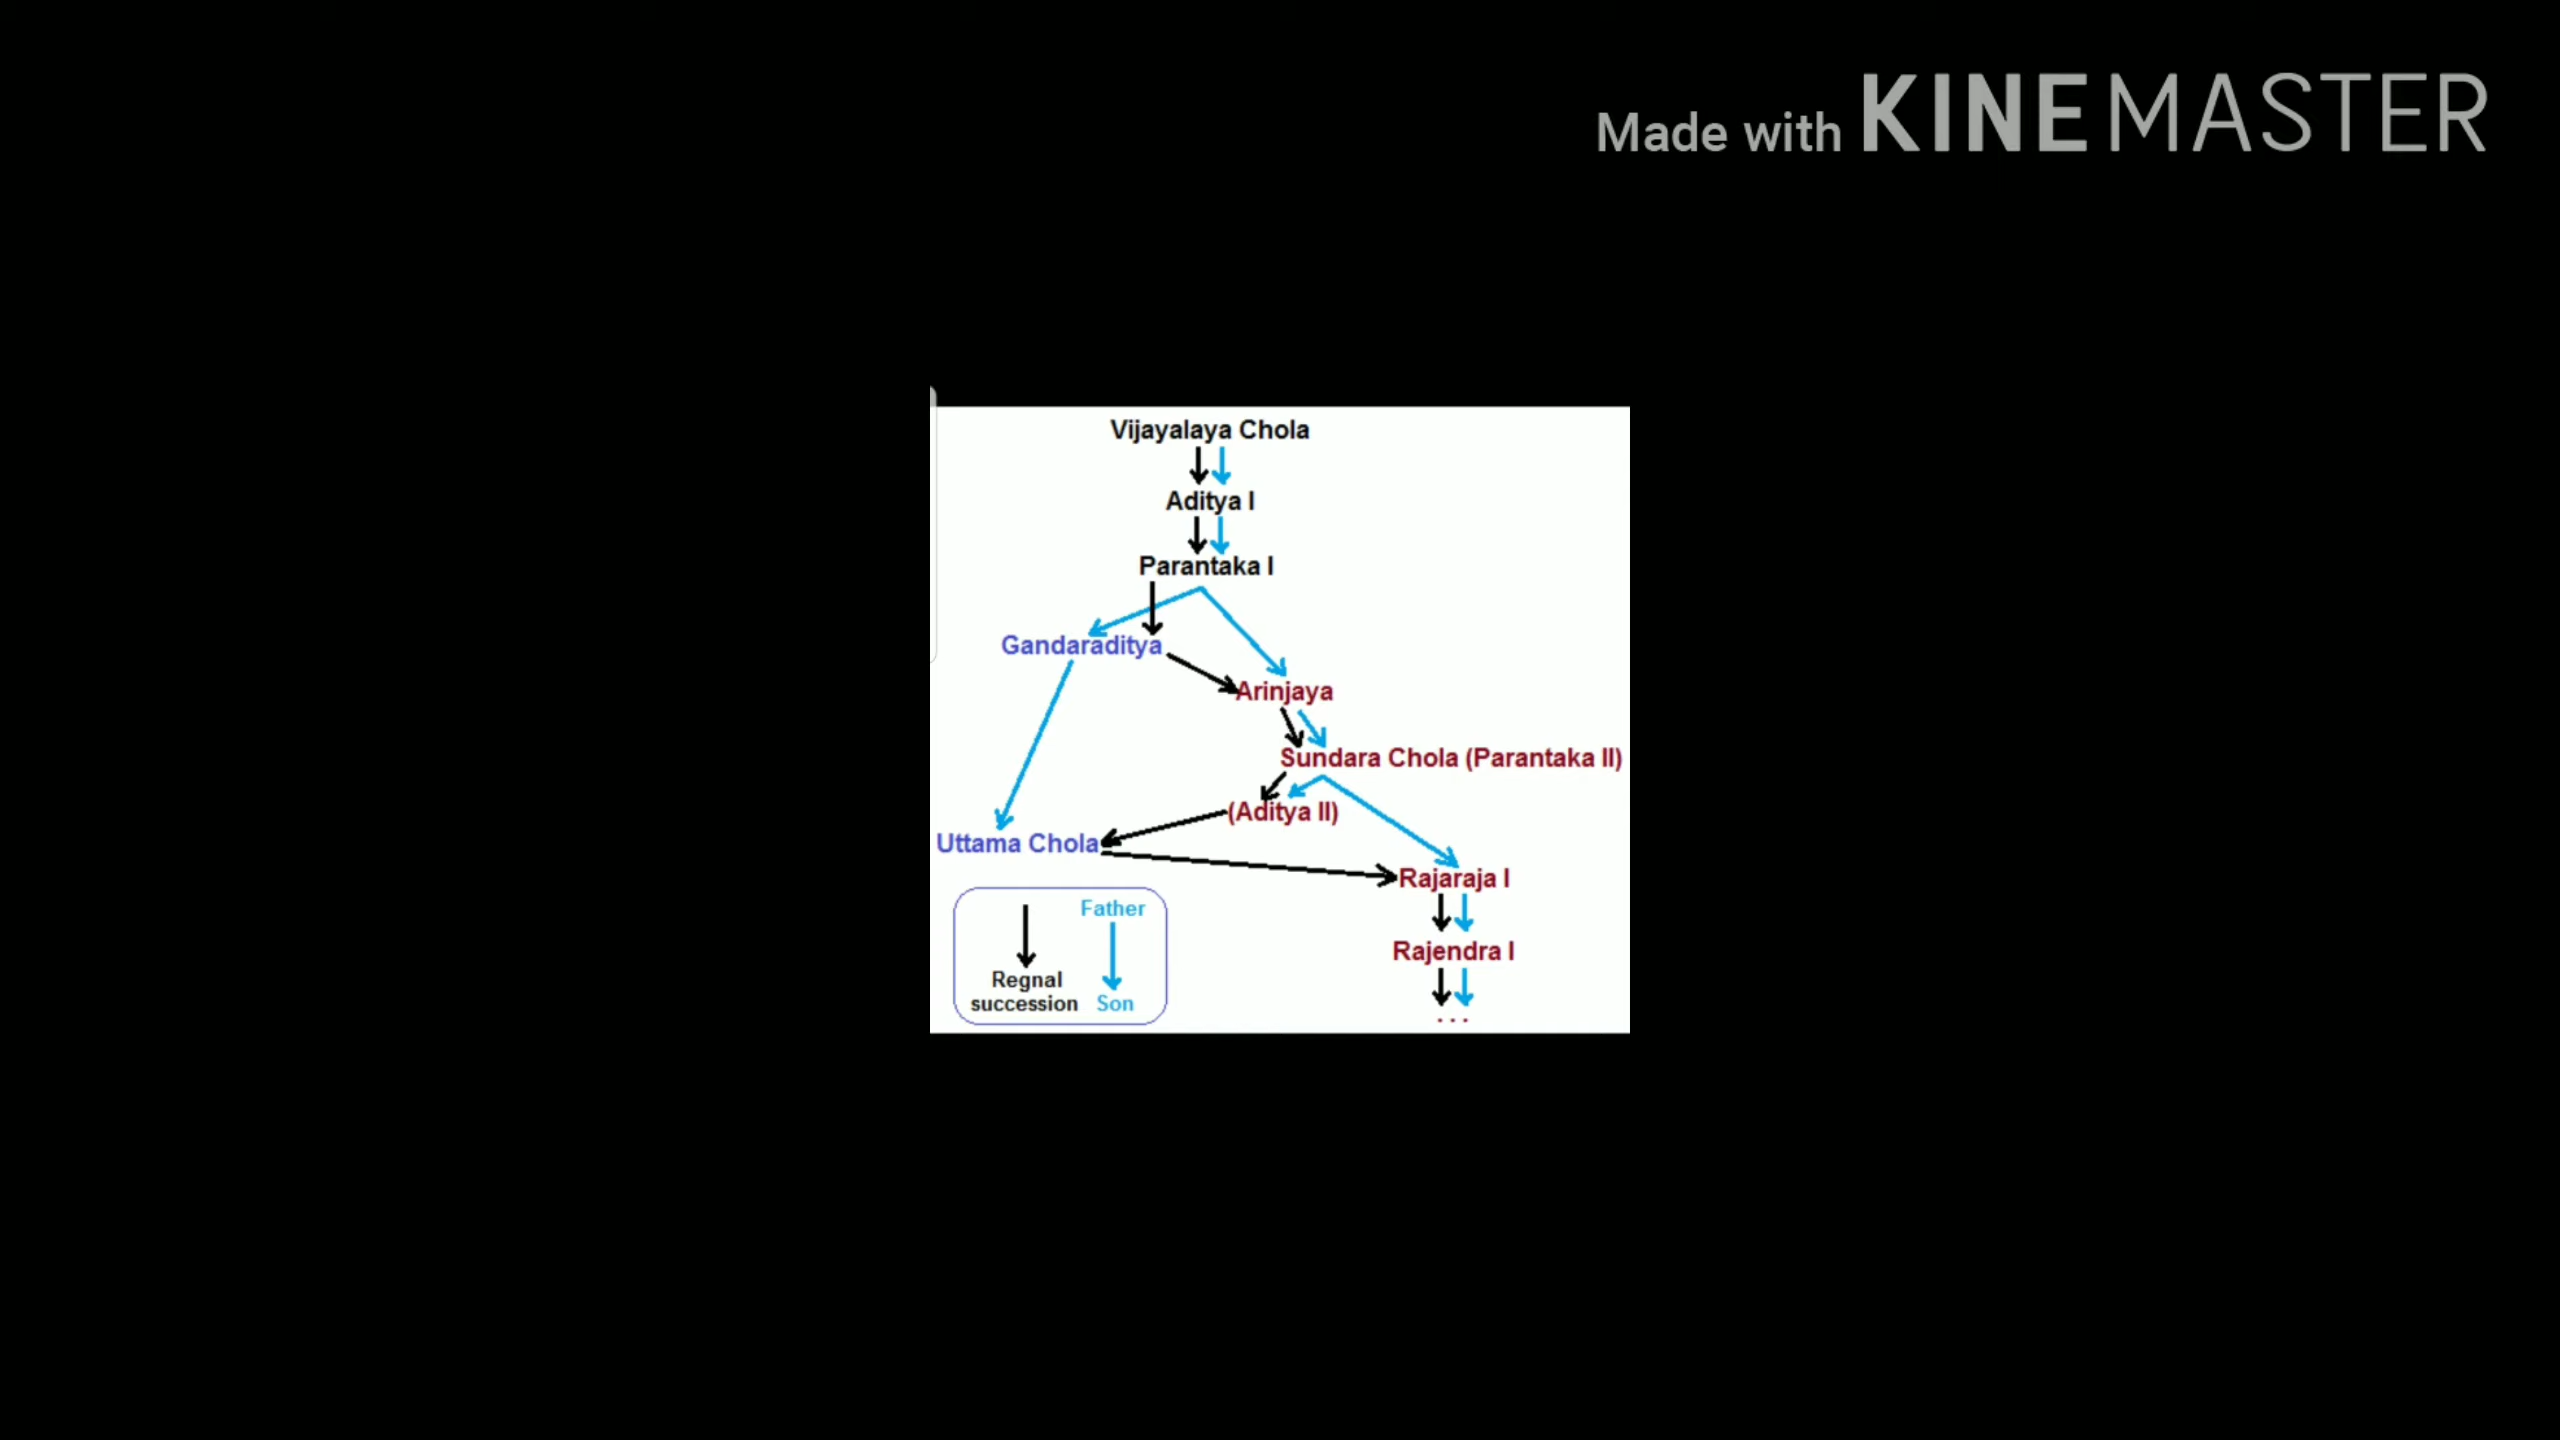 Made with KINEMASTER
Vijayalaya Chola
Aditya I
Parantaka I
Gandaraditya
Arinjaya
Sundara Chola (Parantaka II)
(Aditya II)
Uttama Chola
Rajaraja I
Rajendra I
. . .
Father
Regnal
succession
Son